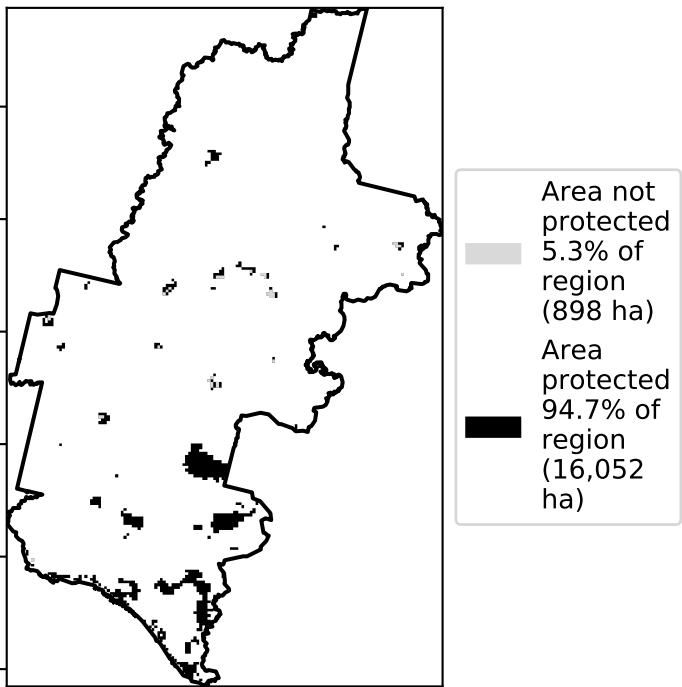 Area not
protected
5.3% of
region
(898 ha)
Area
protected
94.7% of
region
(16,052
ha)